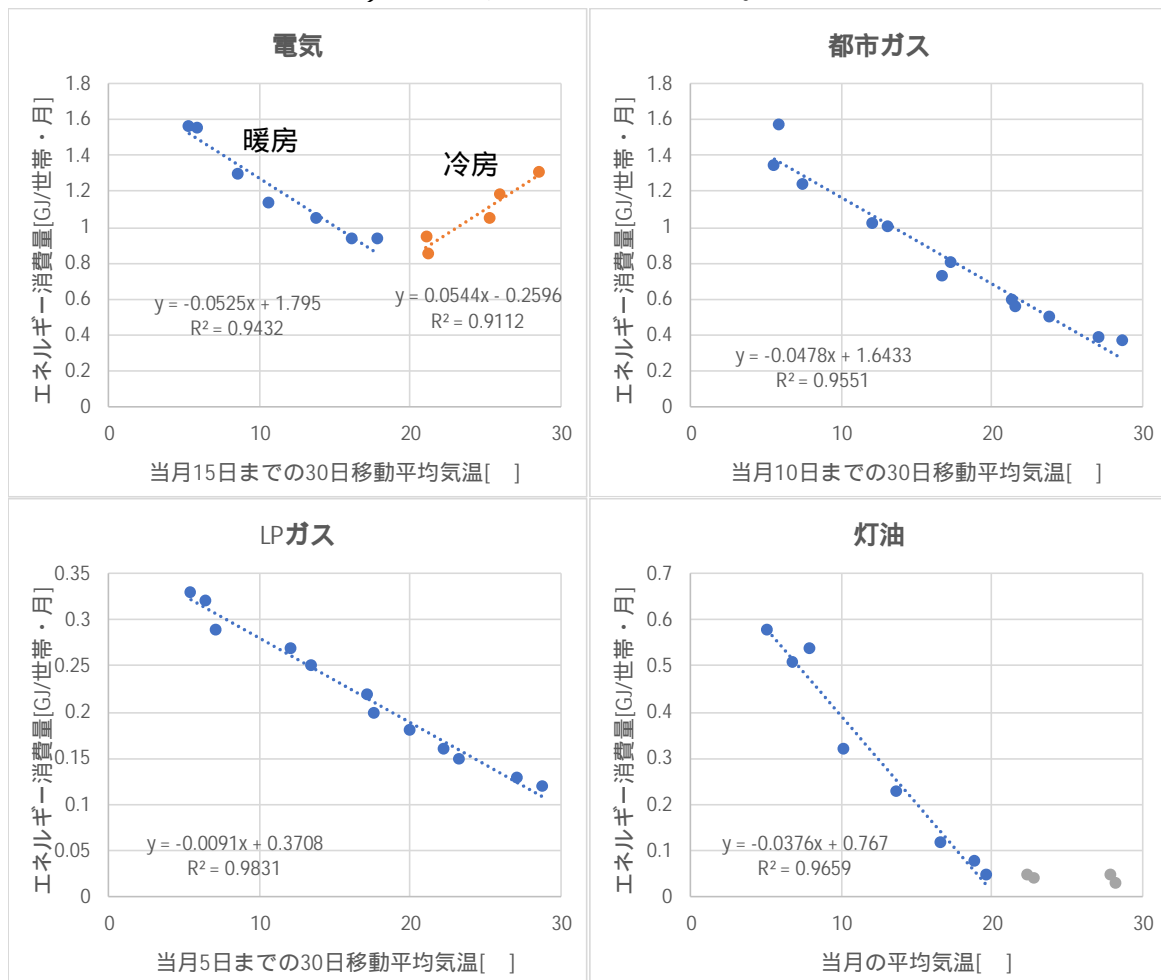 電気
エネルギー消費量[GJ/世帯・月]
1.8
1.6
1.4
1.2
1
0.8
0.6
0.4
0.2
0
暖房
冷房
y = -0.0525x + 1.795
R² = 0.9432
y = 0.0544x - 0.2596
R² = 0.9112
0 10 20 30
当月15日までの30日移動平均気温[ ]
都市ガス
エネルギー消費量[GJ/世帯・月]
1.8
1.6
1.4
1.2
1
0.8
0.6
0.4
0.2
0
y = -0.0478x + 1.6433
R² = 0.9551
0 10 20 30
当月10日までの30日移動平均気温[ ]
LPガス
エネルギー消費量[GJ/世帯・月]
0.35
0.3
0.25
0.2
0.15
0.1
0.05
0
y = -0.0091x + 0.3708
R² = 0.9831
0 10 20 30
当月5日までの30日移動平均気温[ ]
灯油
エネルギー消費量[GJ/世帯・月]
0.7
0.6
0.5
0.4
0.3
0.2
0.1
0
y = -0.0376x + 0.767
R² = 0.9659
0 10 20 30
当月の平均気温[ ]